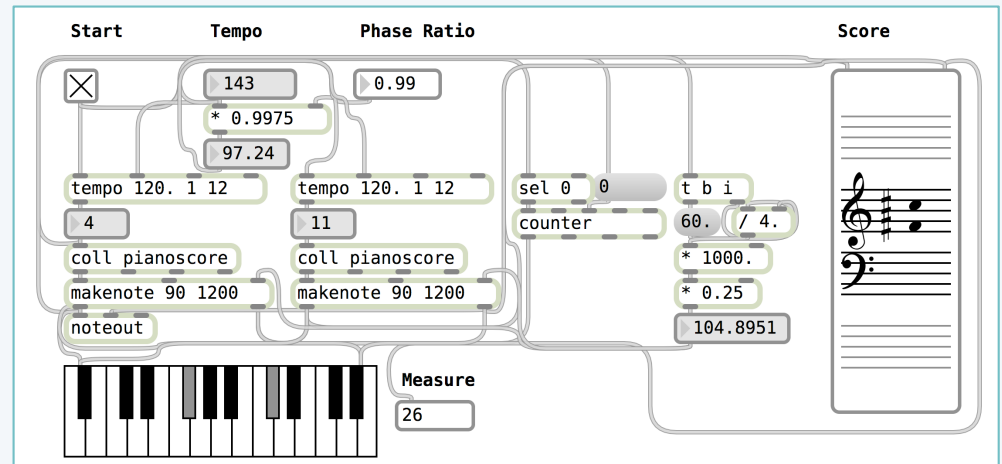 Start Tempo Phase Ratio Score
143 0.99
* 0.9975
97.24
tempo 120. 1 12 tempo 120. 1 12 sel 0 0 t b i
4 11 counter 60. / 4.
coll pianoscore coll pianoscore * 1000.
makenote 90 1200 makenote 90 1200 * 0.25
noteout 104.8951
Measure
26